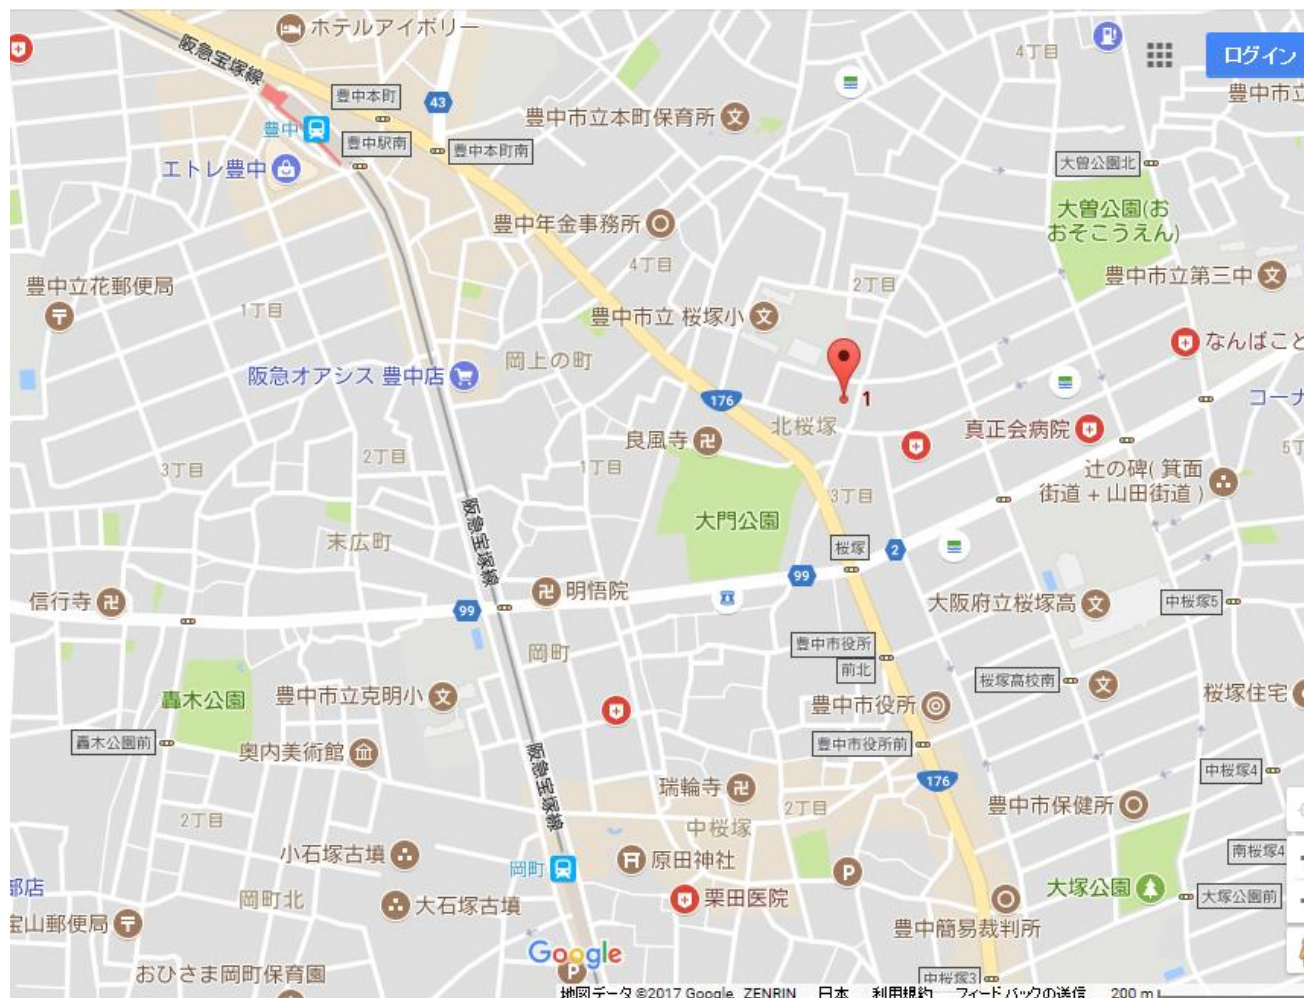 ホテルアイボリー
阪急宝塚線
4丁目
ログイン
豊中市立
豊中本町
43
豊中市立本町保育所
豊中
豊中駅南
豊中本町南
エトレ豊中
大曽公園北
大曽公園(お
おそこうえん)
豊中年金事務所
4丁目
豊中市立第三中
豊中立花郵便局
2丁目
1丁目
豊中市立 桜塚小
なんばこど
岡上の町
阪急オアシス 豊中店
176
1
コーナ
北桜塚
良風寺
真正会病院
5丁
2丁目
3丁目
1丁目
辻の碑( 箕面
街道 + 山田街道 )
3丁目
大門公園
阪急宝塚線
末広町
桜塚
2
99
明悟院
信行寺
99
大阪府立桜塚高
中桜塚5
豊中市役所
前北
岡町
桜塚高校南
轟木公園
豊中市立克明小
豊中市役所
桜塚住宅
轟木公園前
奥内美術館
豊中市役所前
阪急宝塚線
176
中桜塚4
瑞輪寺
2丁目
豊中市保健所
2丁目
中桜塚
小石塚古墳
原田神社
南桜塚4
岡町
P
部店
岡町北
大石塚古墳
栗田医院
大塚公園
大塚公園前
宝山郵便局
豊中簡易裁判所
Google
P
おひさま岡町保育園
中桜塚3
地図データ ©2017 Google, ZENRIN 日本 利用規約 フィードバックの送信 200 m